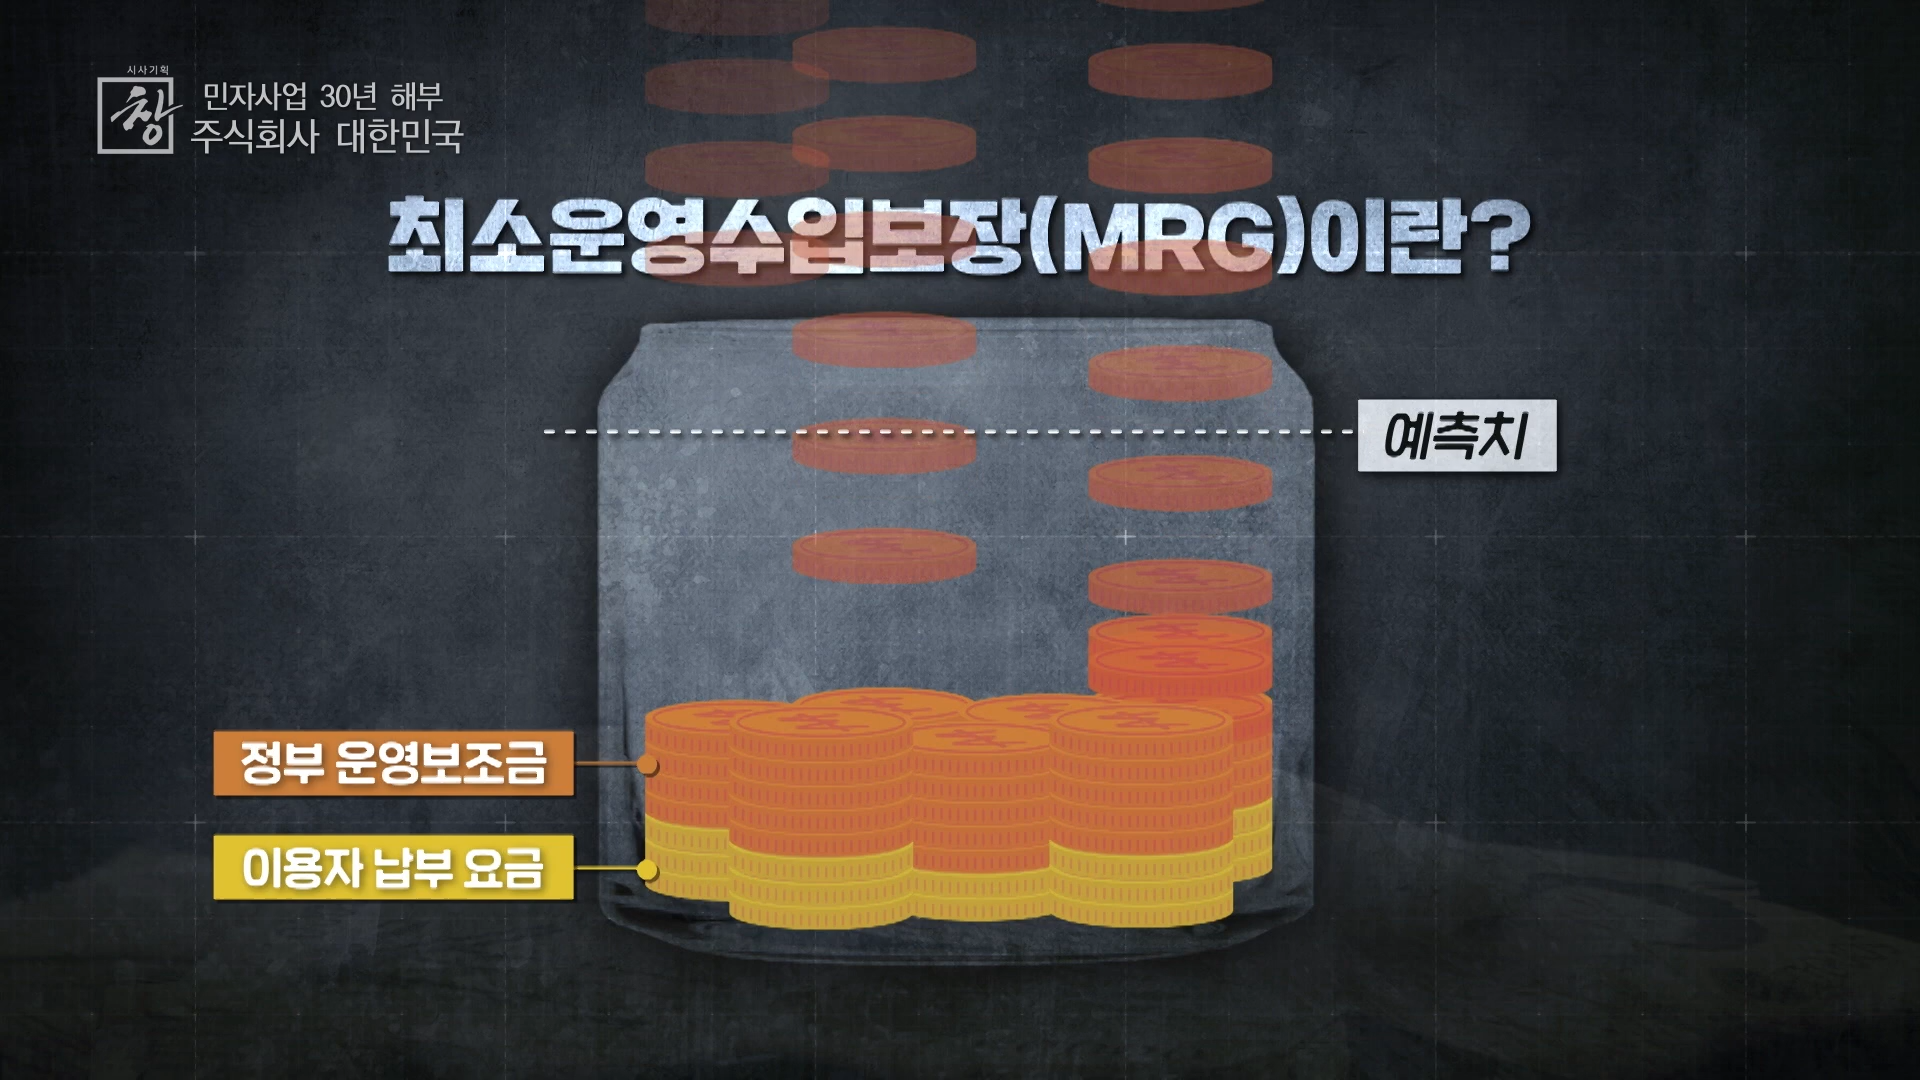 시사기획
창
민자사업 30년 해부
주식회사 대한민국
최소운영수입보장(MRG)이란?
예측치
정부 운영보조금
이용자 납부 요금